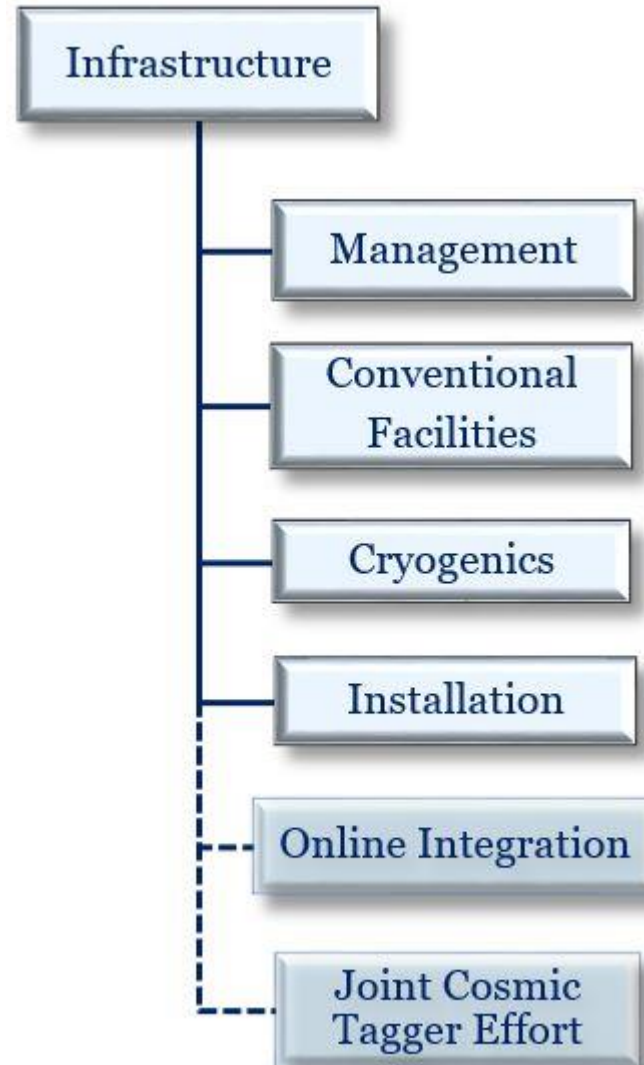 Infrastructure
Management
Conventional
Facilities
Cryogenics
Installation
Online Integration
Joint Cosmic
Tagger Effort